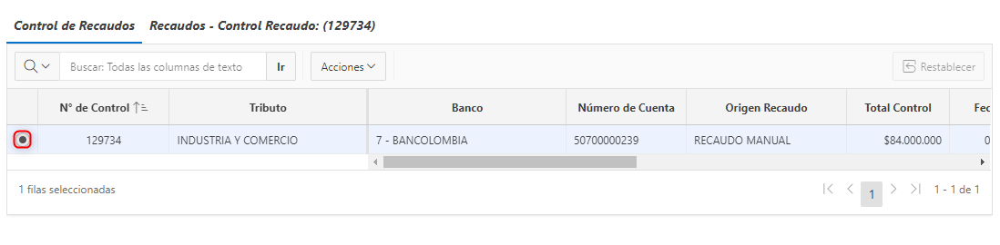 Control de Recaudos Recaudos - Control Recaudo: (129734)
Buscar: Todas las columnas de texto Ir Acciones Restablecer
N° de Control Tributo Banco Número de Cuenta Origen Recaudo Total Control Fec
129734 INDUSTRIA Y COMERCIO 7 - BANCOLOMBIA 50700000239 RECAUDO MANUAL $84.000.000 0
1 filas seleccionadas 1 1 - 1 de 1